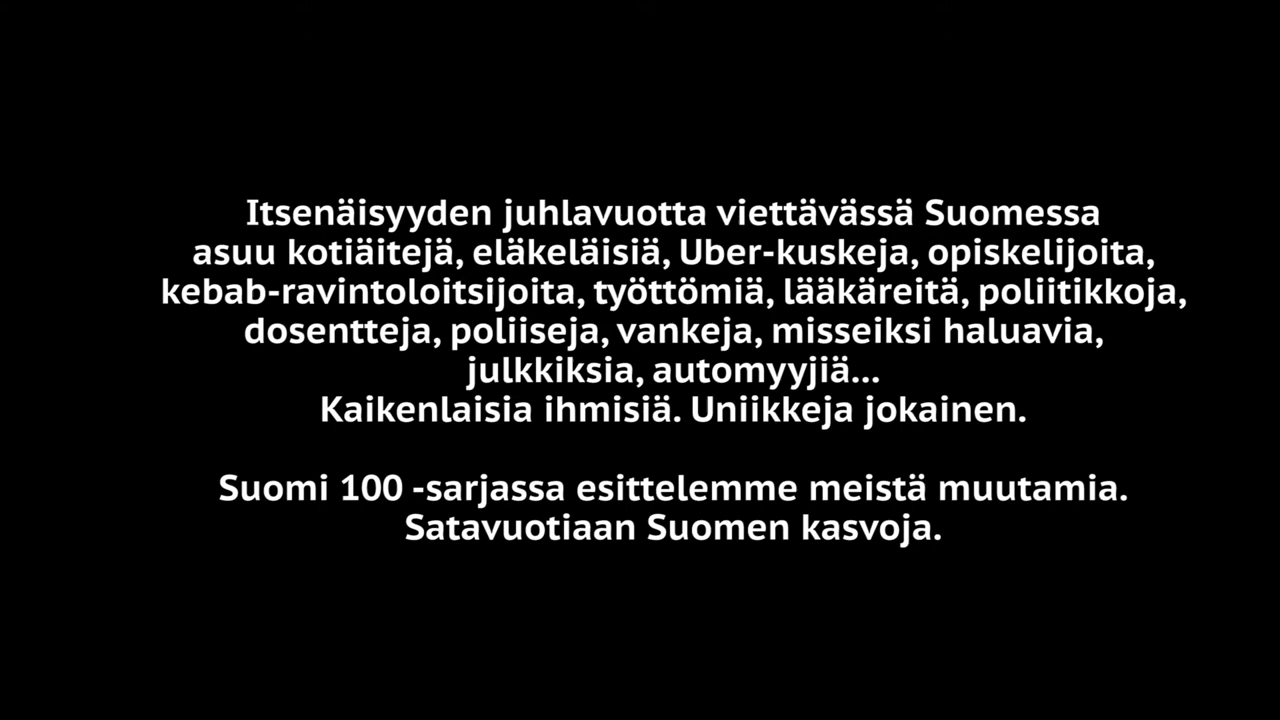 Itsenäisyyden juhlavuotta viettävässä Suomessa
asuu kotiäitejä, eläkeläisiä, Uber-kuskeja, opiskelijoita,
kebab-ravintoloitsijoita, työttömiä, lääkäreitä, poliitikkoja,
dosentteja, poliiseja, vankeja, misseiksi haluavia,
julkkiksia, automyyjiä...
Kaikenlaisia ihmisiä. Uniikkeja jokainen.
Suomi 100 -sarjassa esittelemme meistä muutamia.
Satavuotiaan Suomen kasvoja.